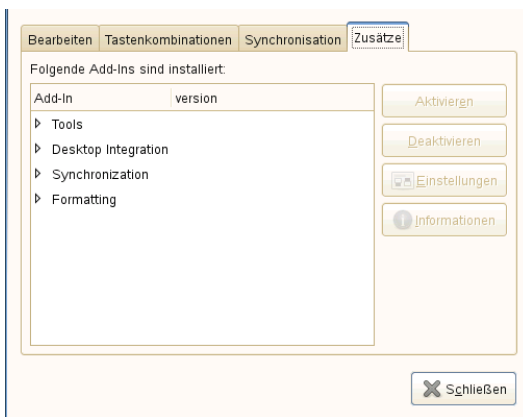 Bearbeiten Tastenkombinationen Synchronisation Zusätze
Folgende Add-Ins sind installiert:
Add-In version
Tools
Desktop Integration
Synchronization
Formatting
Aktivieren
Deaktivieren
Einstellungen
Informationen
Schließen